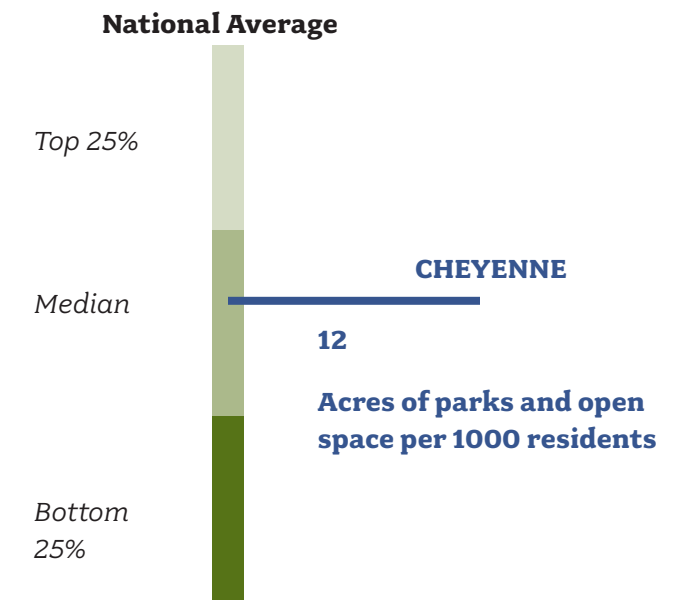 National Average
Top 25%
CHEYENNE
Median
12
Acres of parks and open
space per 1000 residents
Bottom
25%